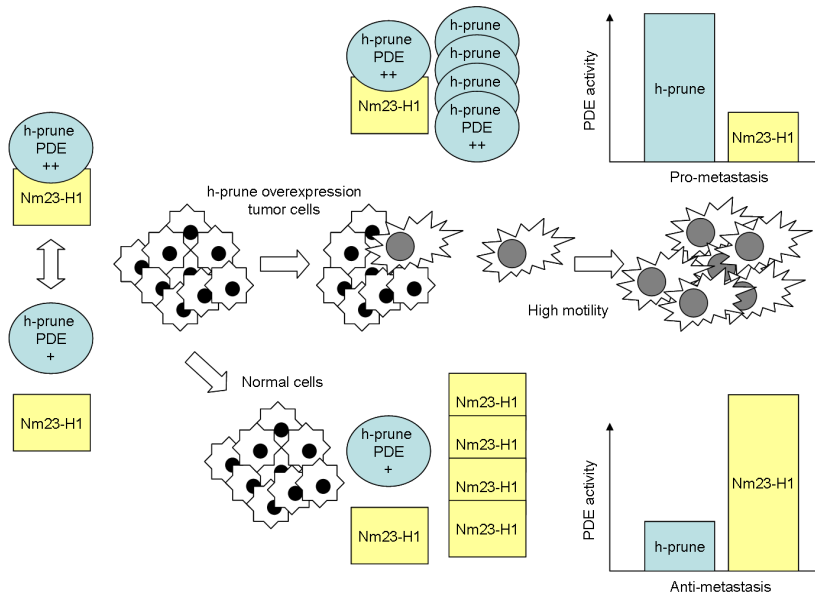 h-prune
PDE
++
Nm23-H1
h-prune
PDE
+
Nm23-H1
h-prune overexpression
tumor cells
h-prune
PDE
++
Nm23-H1
h-prune
h-prune
h-prune
h-prune
PDE
++
PDE activity
h-prune
Nm23-H1
Pro-metastasis
High motility
Normal cells
h-prune
PDE
+
Nm23-H1
Nm23-H1
Nm23-H1
Nm23-H1
Nm23-H1
PDE activity
h-prune
Nm23-H1
Anti-metastasis